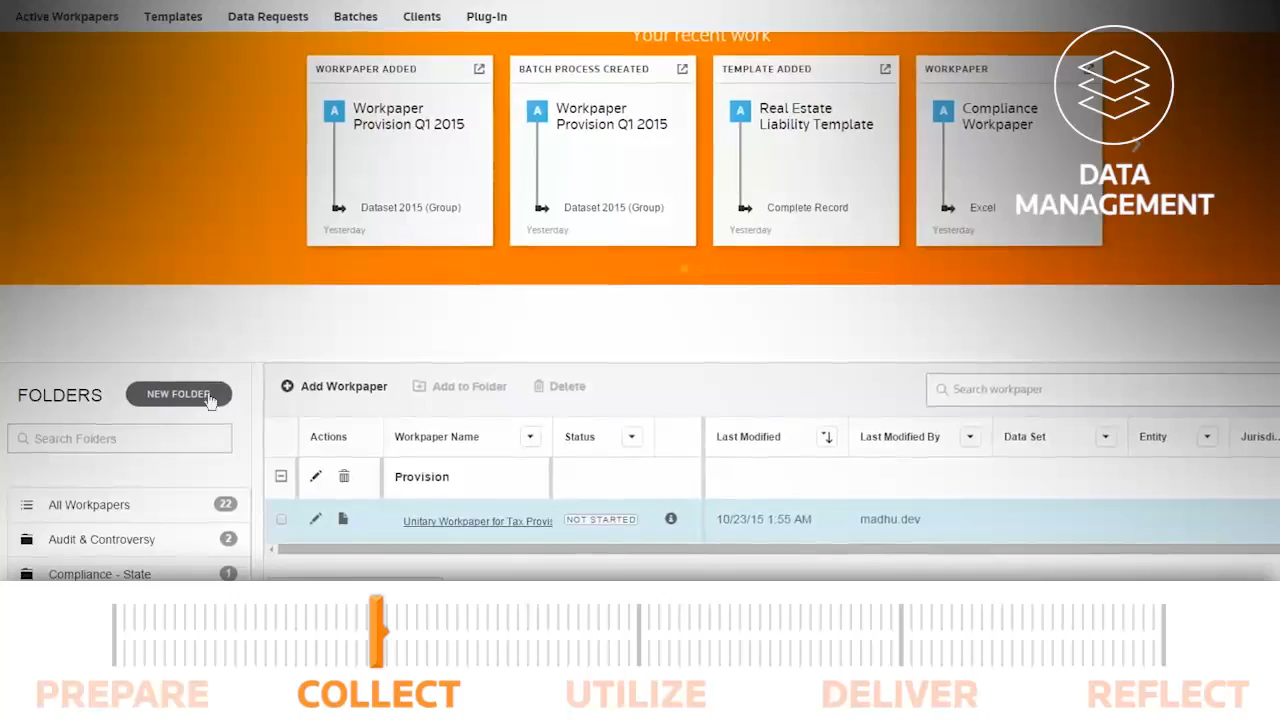 Active Workpapers Templates Data Requests Batches Clients Plug-In
Your recent work
WORKPAPER ADDED
Workpaper
Provision Q1 2015
Dataset 2015 (Group)
Yesterday
BATCH PROCESS CREATED
Workpaper
Provision Q1 2015
Dataset 2015 (Group)
Yesterday
TEMPLATE ADDED
Real Estate
Liability Template
Complete Record
Yesterday
WORKPAPER
Compliance
Workpaper
Excel
Yesterday
DATA
MANAGEMENT
FOLDERS NEW FOLDER
Search Folders
All Workpapers 22
Audit & Controversy 2
Compliance - State 1
Add Workpaper Add to Folder Delete Search workpaper
Actions Workpaper Name Status Last Modified Last Modified By Data Set Entity Jurisdi...
Provision
Unitary Workpaper for Tax Provis NOT STARTED 10/23/15 1:55 AM madhu.dev
PREPARE COLLECT UTILIZE DELIVER REFLECT